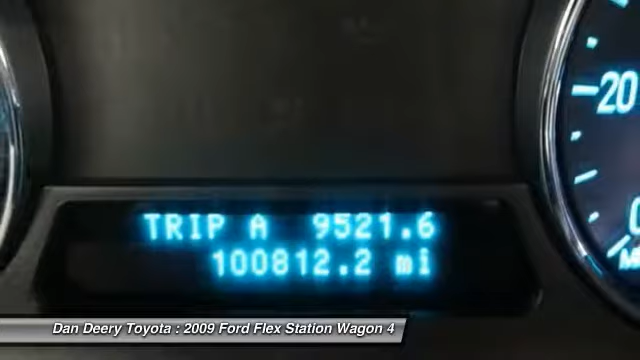 20
TRIP A 9521.6
100812.2 mi
Dan Deery Toyota : 2009 Ford Flex Station Wagon 4